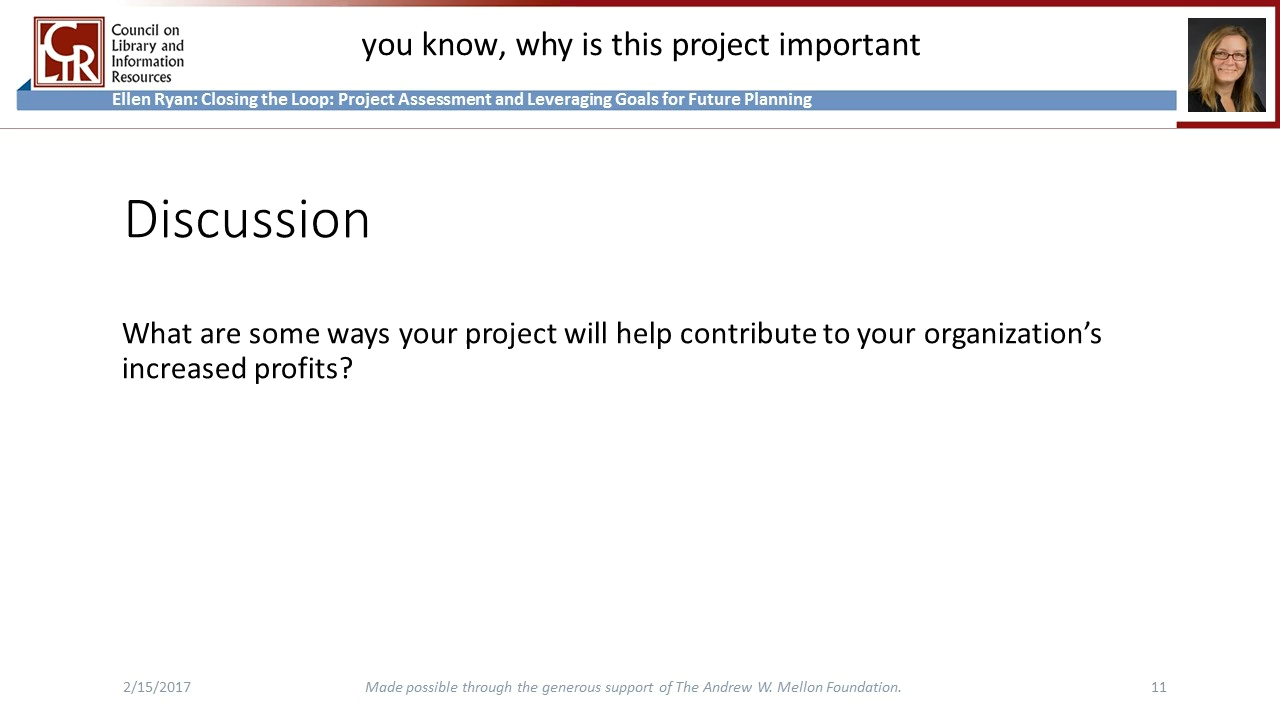 CLIR
Council on
Library and
Information
Resources
you know, why is this project important
Ellen Ryan: Closing the Loop: Project Assessment and Leveraging Goals for Future Planning
Discussion
What are some ways your project will help contribute to your organization’s
increased profits?
2/15/2017
Made possible through the generous support of The Andrew W. Mellon Foundation.
11